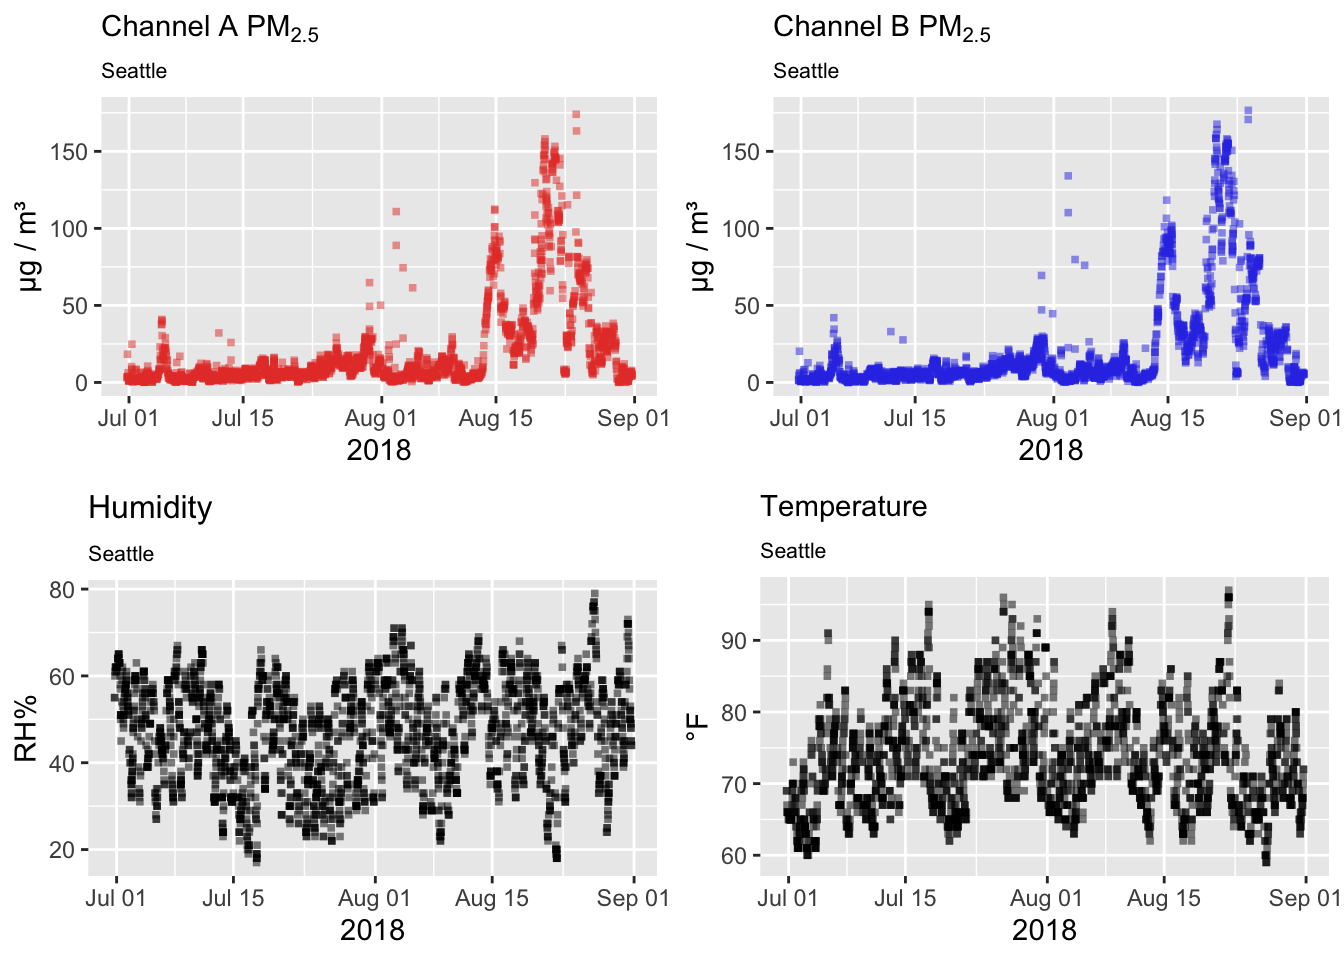 Channel A PM2.5
Seattle
µg / m³
150
100
50
0
Jul 01 Jul 15 Aug 01 Aug 15 Sep 01
2018
Channel B PM2.5
Seattle
µg / m³
150
100
50
0
Jul 01 Jul 15 Aug 01 Aug 15 Sep 01
2018
Humidity
Seattle
RH%
80
60
40
20
Jul 01 Jul 15 Aug 01 Aug 15 Sep 01
2018
Temperature
Seattle
°F
90
80
70
60
Jul 01 Jul 15 Aug 01 Aug 15 Sep 01
2018